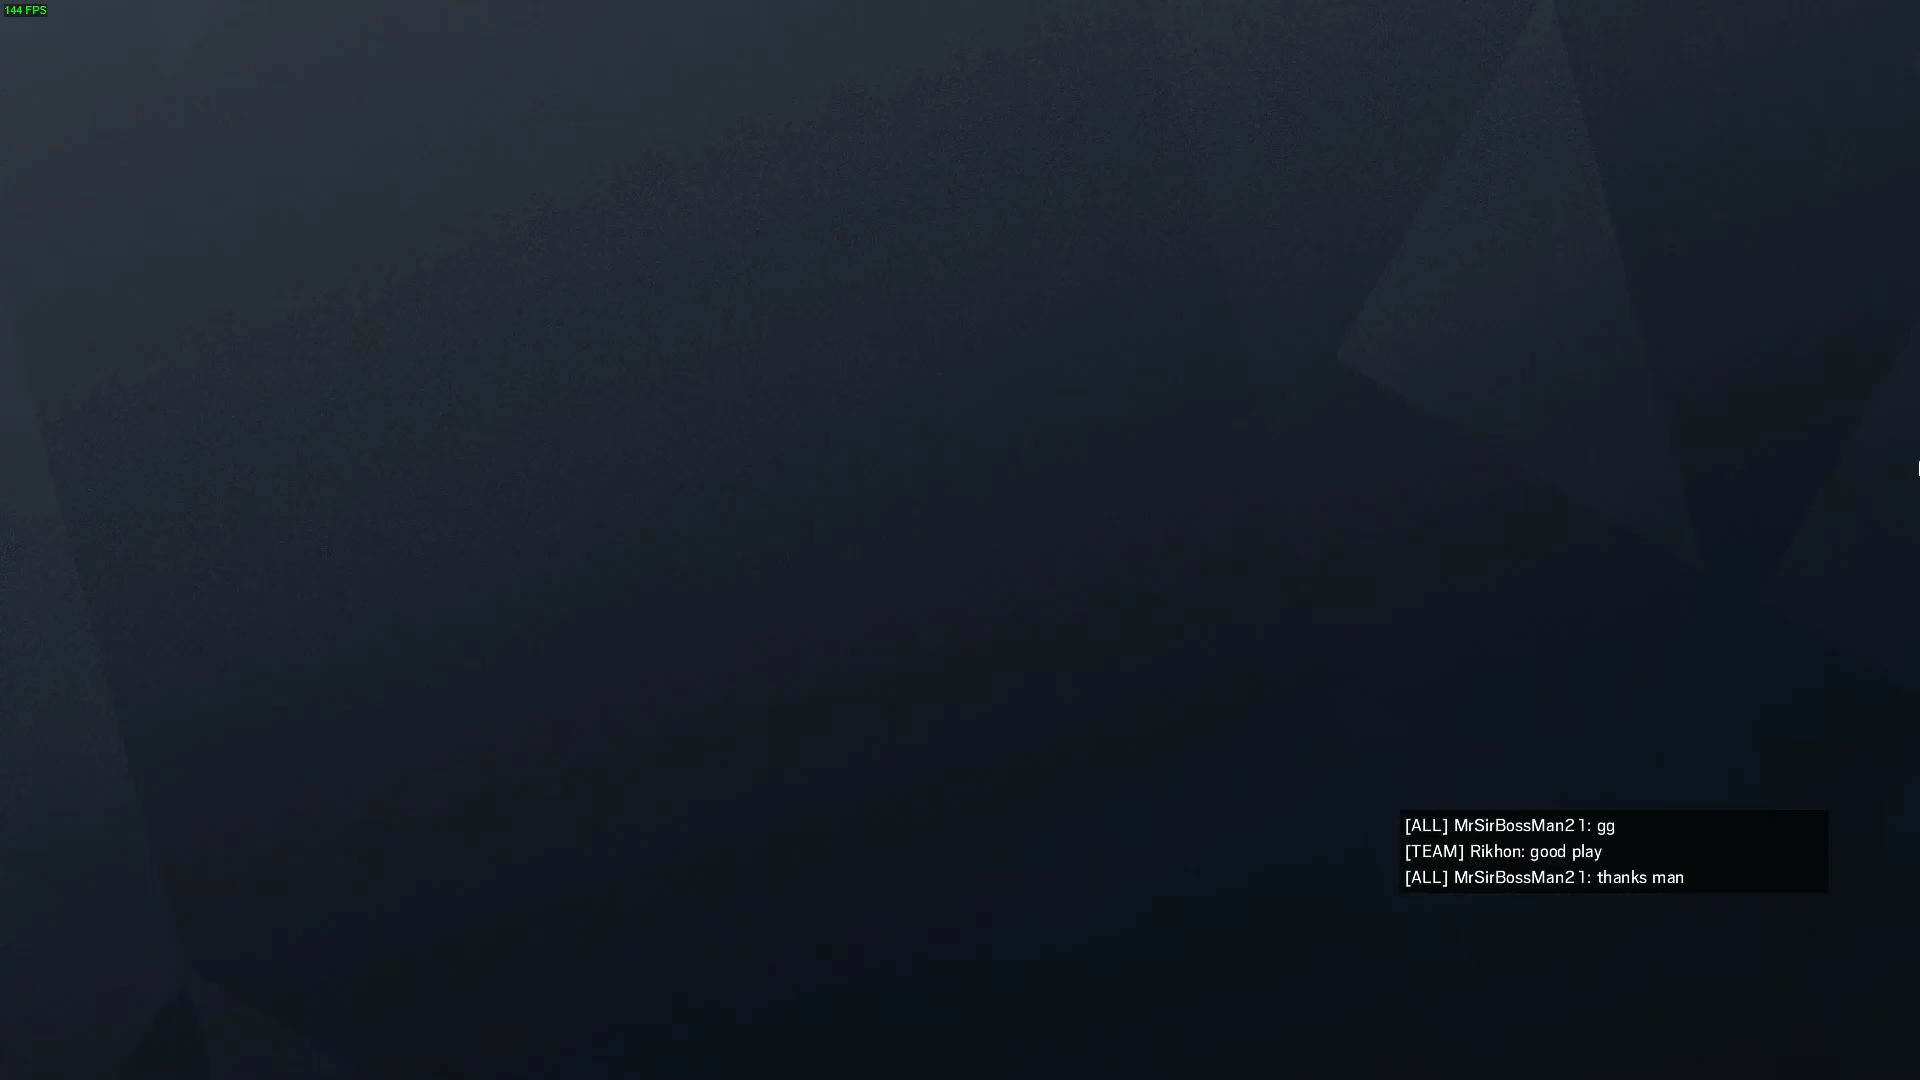 144 FPS
[ALL] MrSirBossMan21: gg
[TEAM] Rikhon: good play
[ALL] MrSirBossMan21: thanks man